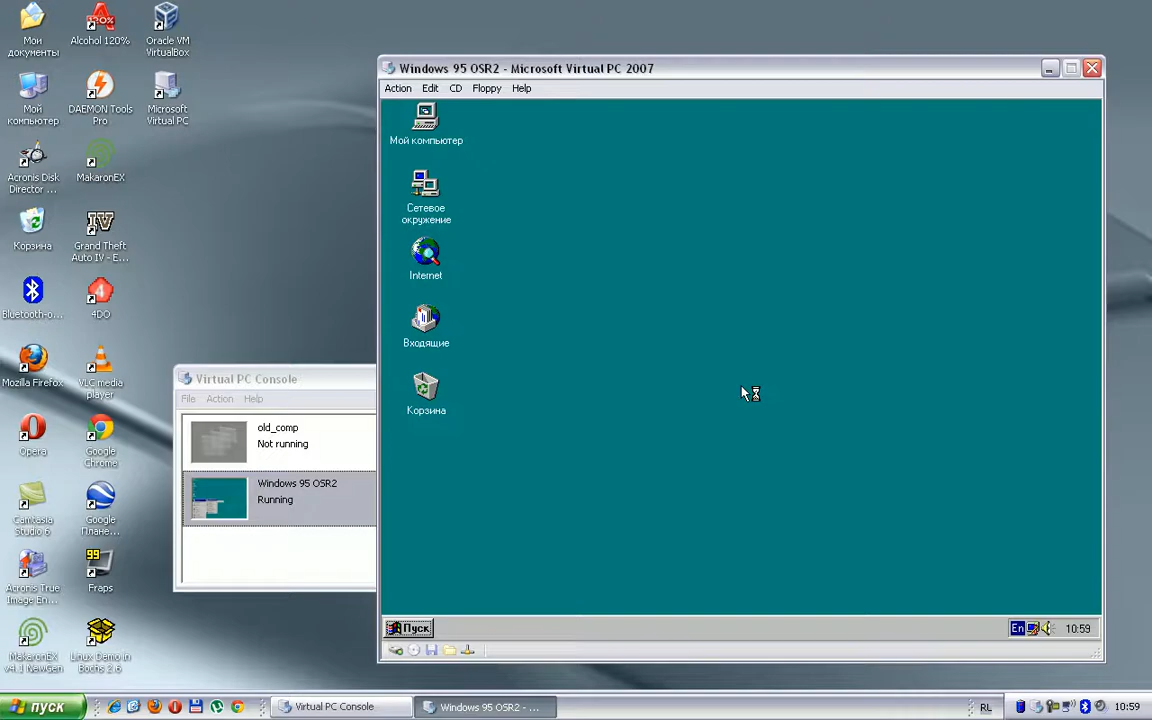 Мои
документы
Alcohol 120%
Oracle VM
VirtualBox
Мой
компьютер
DAEMON Tools
Pro
Microsoft
Virtual PC
Acronis Disk
Director ...
MakaronEX
Корзина
Grand Theft
Auto IV - E...
Bluetooth-о...
4DO
Mozilla Firefox
VLC media
player
Opera
Google
Chrome
Camtasia
Studio 6
Google
Плане...
Acronis True
Image En...
99
Fraps
MakaronEX
v4.1 NewGen
Linux Demo in
Bochs 2.6
Virtual PC Console
File Action Help
old_comp
Not running
Windows 95 OSR2
Running
Windows 95 OSR2 - Microsoft Virtual PC 2007
Action Edit CD Floppy Help
Мой компьютер
Сетевое
окружение
Internet
Входящие
Корзина
Пуск
En
10:59
пуск
Virtual PC Console
Windows 95 OSR2 - ...
RL
10:59